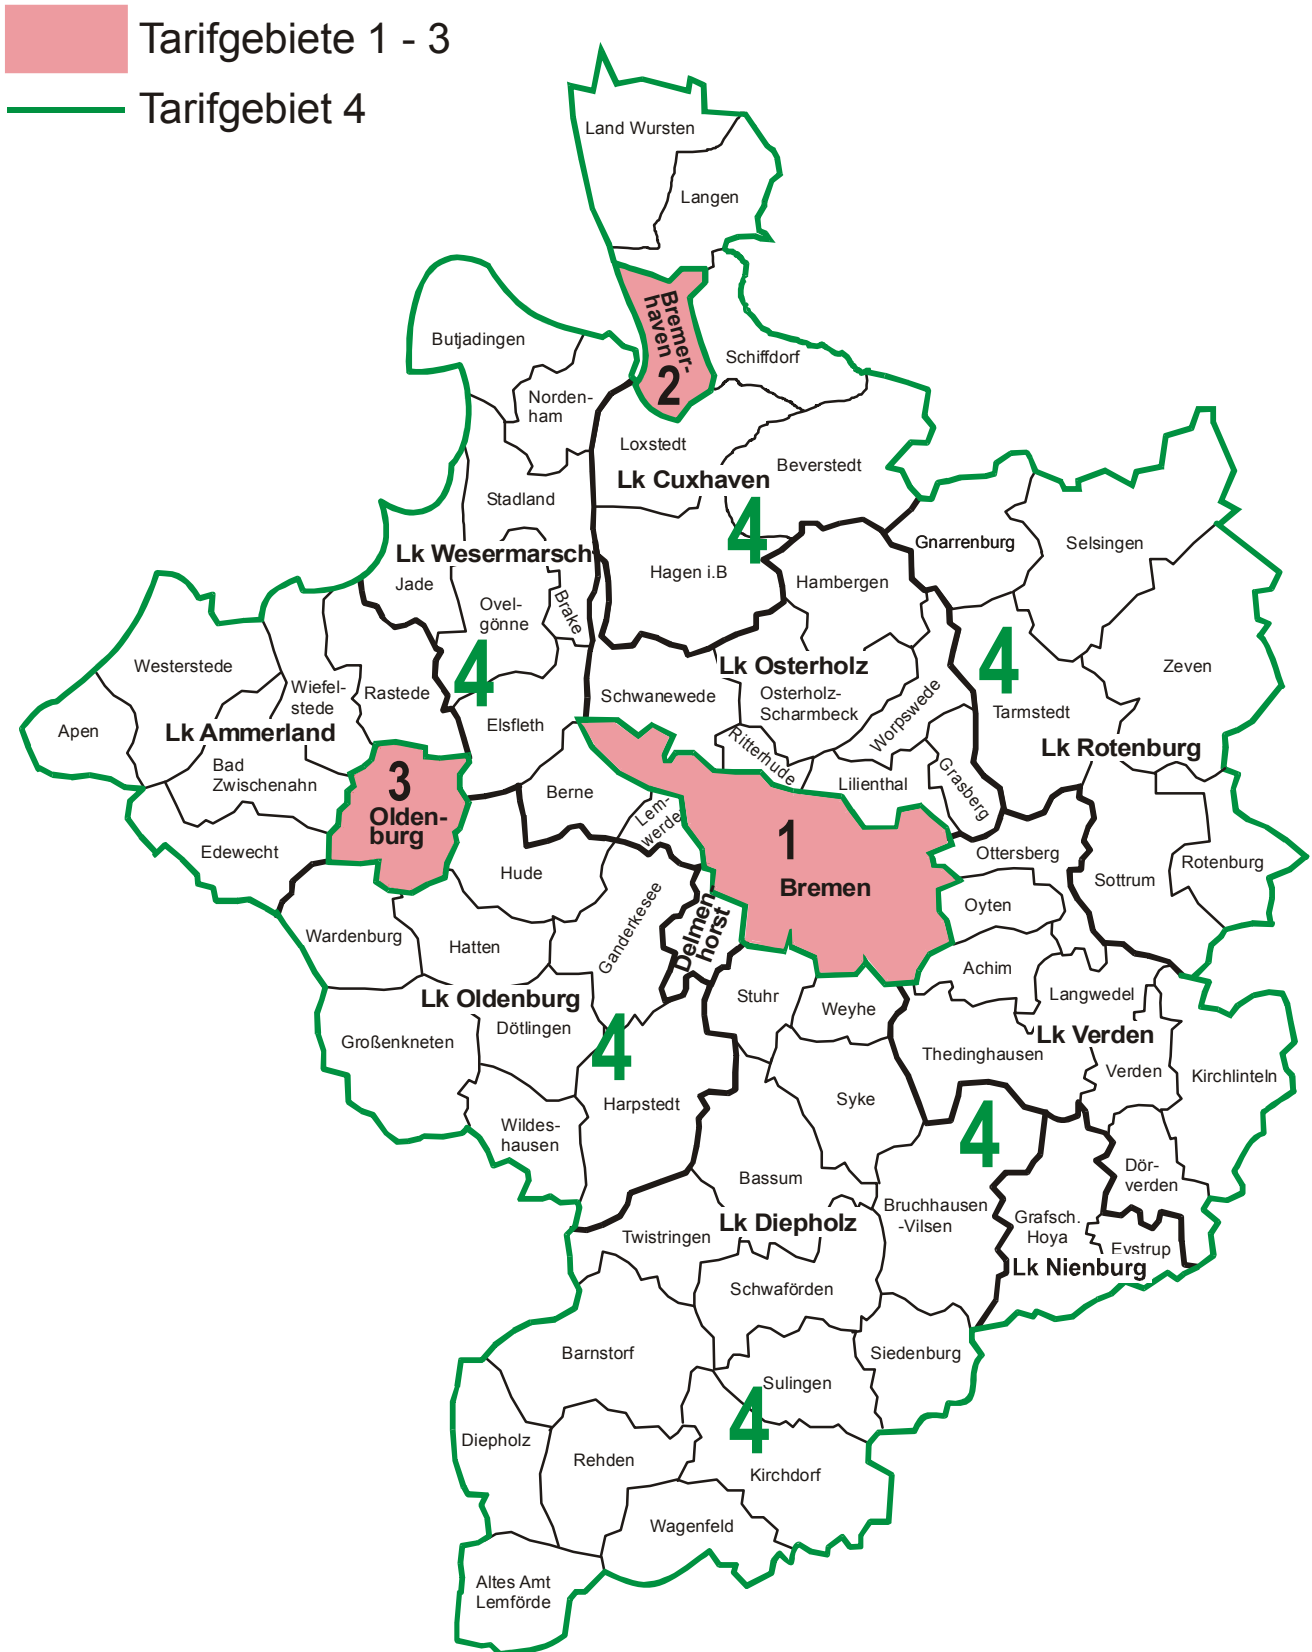 Tarifgebiete 1 - 3
Tarifgebiet 4
Land Wursten
Langen
Bremer-
haven
2
Schiffdorf
Butjadingen
Norden-
ham
Loxstedt
Beverstedt
Lk Cuxhaven
4
Stadland
Hagen i.B
Lk Wesermarsch
Jade
Ovel-
gönne
Brake
4
Gnarrenburg
Selsingen
Hambergen
4
Zeven
Tarmstedt
Lk Rotenburg
Westerstede
Wiefel-
stede
Rastede
Apen
Lk Ammerland
Bad
Zwischenahn
Edewecht
Elsfleth
Schwanewede
Lk Osterholz
Osterholz-
Scharmbeck
Worpswede
Ritterhude
Lilienthal
Grasberg
3
Olden-
burg
Berne
Lem-
werder
1
Bremen
Ottersberg
Sottrum
Rotenburg
Hude
Ganderkesee
Delmen
horst
Oyten
Wardenburg
Hatten
Achim
Langwedel
Lk Oldenburg
Dötlingen
Großenkneten
4
Stuhr
Weyhe
Lk Verden
Thedinghausen
Verden
Kirchlinteln
Harpstedt
Syke
4
Wildes-
hausen
Dör-
verden
Bassum
Bruchhausen
-Vilsen
Grafsch.
Hoya
Eystrup
Lk Nienburg
Twistringen
Lk Diepholz
Schwaförden
Barnstorf
Siedenburg
Sulingen
4
Diepholz
Rehden
Kirchdorf
Wagenfeld
Altes Amt
Lemförde